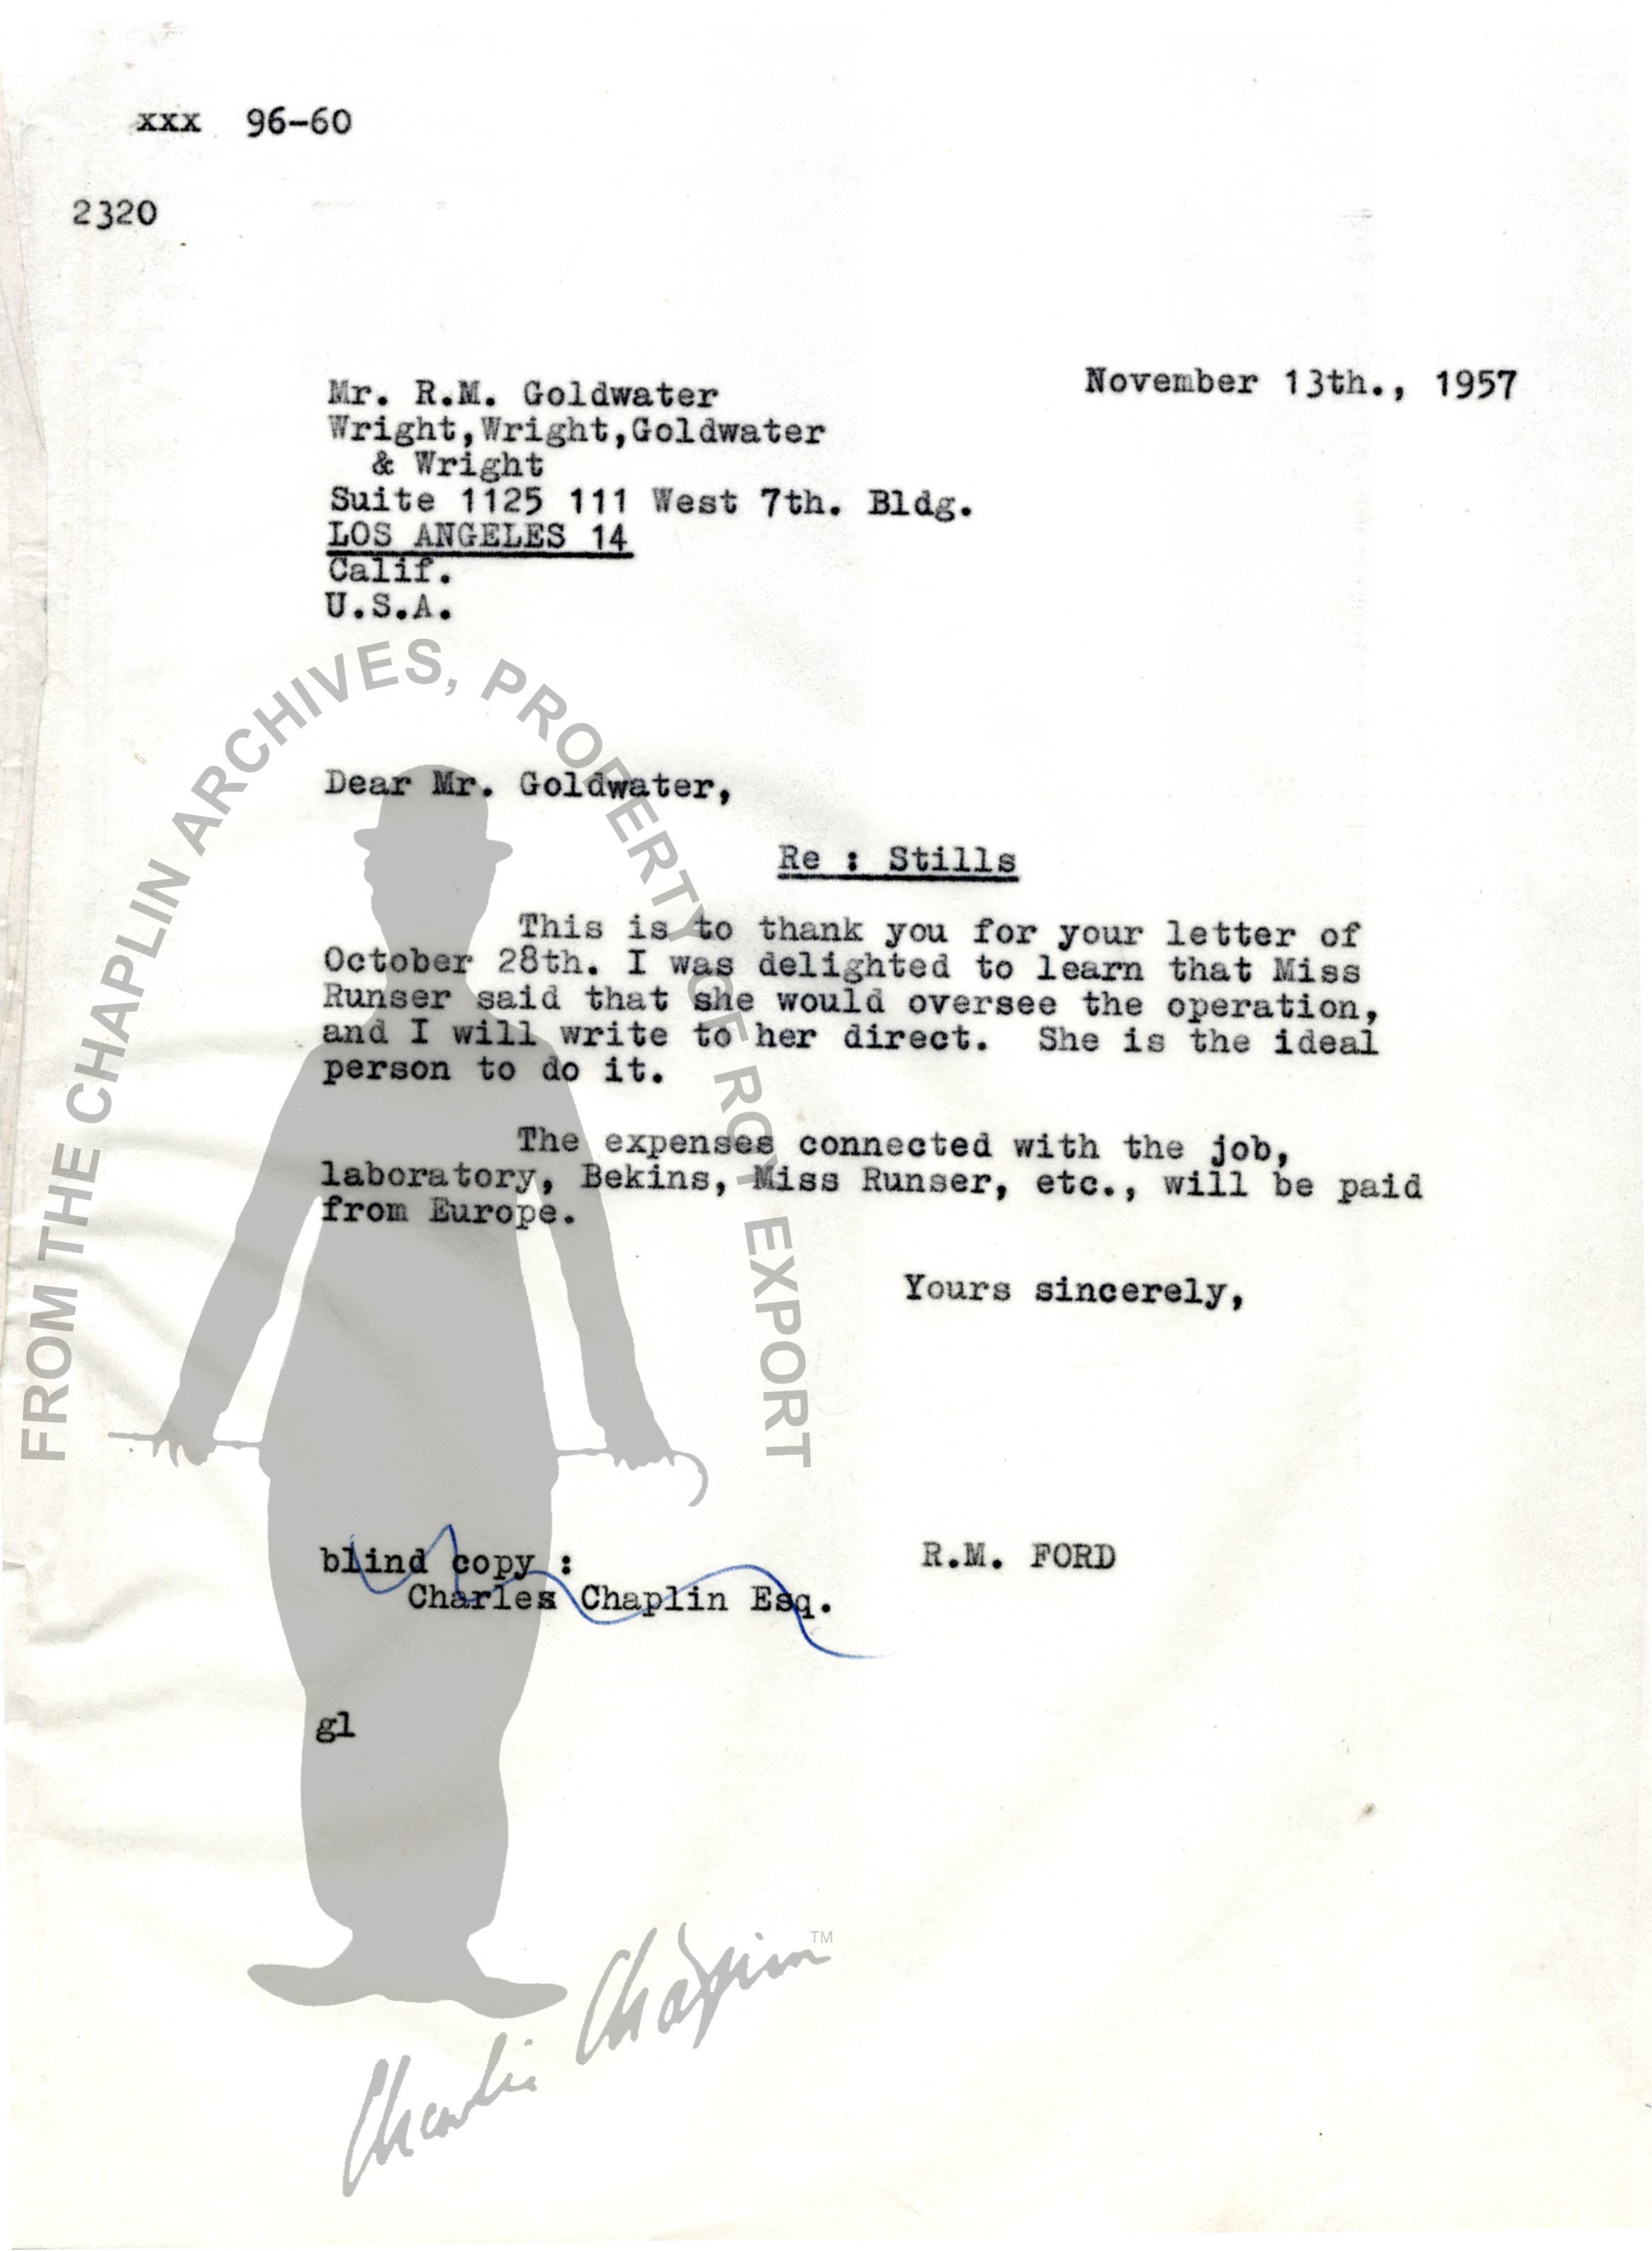 xxx 96-60
2320
November 13th., 1957
Mr. R.M. Goldwater
Wright,Wright,Goldwater
& Wright
Suite 1125 111 West 7th. Bldg.
LOS ANGELES 14
Calif.
U.S.A.
Dear Mr. Goldwater,
Re : Stills
This is to thank you for your letter of
October 28th. I was delighted to learn that Miss
Runser said that she would oversee the operation,
and I will write to her direct. She is the ideal
person to do it.
The expenses connected with the job,
laboratory, Bekins, Miss Runser, etc., will be paid
from Europe.
Yours sincerely,
R.M. FORD
blind copy :
Charles Chaplin Esq.
gl
FROM THE CHAPLIN ARCHIVES, PROPERTY OF ROY EXPORT
Charlie Chaplin TM